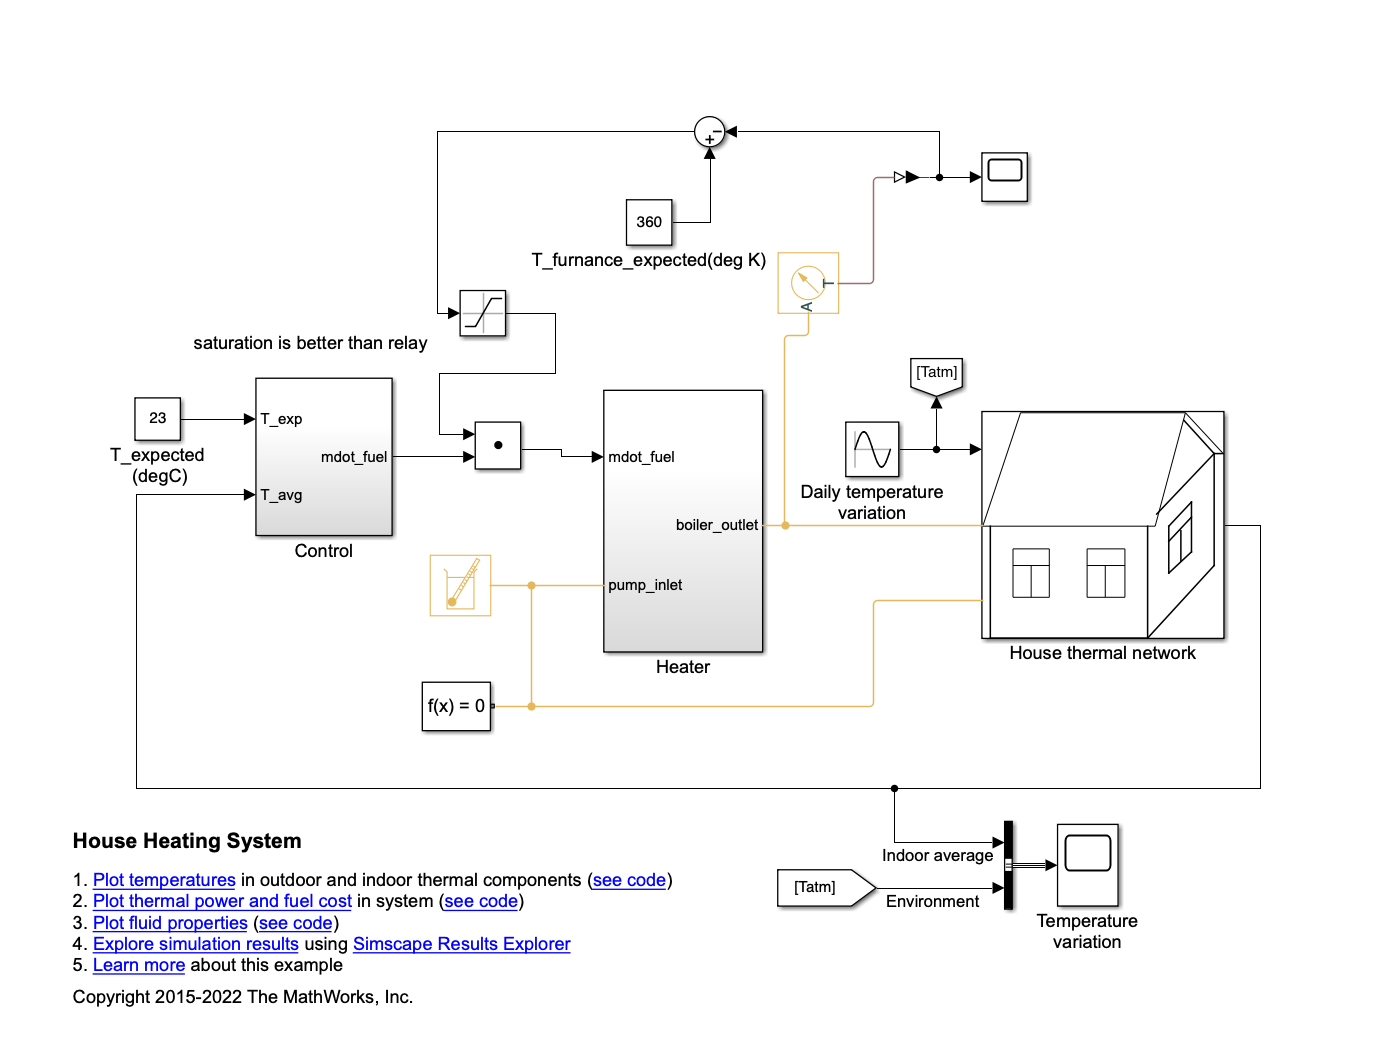 360
T_furnance_expected(deg K)
T
A
saturation is better than relay
[Tatm]
23
T_exp
T_expected
(degC)
mdot_fuel
T_avg
Control
mdot_fuel
boiler_outlet
pump_inlet
Heater
Daily temperature
variation
House thermal network
f(x) = 0
House Heating System
1. Plot temperatures in outdoor and indoor thermal components (see code)
2. Plot thermal power and fuel cost in system (see code)
3. Plot fluid properties (see code)
4. Explore simulation results using Simscape Results Explorer
5. Learn more about this example
Copyright 2015-2022 The MathWorks, Inc.
Indoor average
[Tatm]
Environment
Temperature
variation